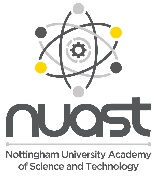 nuast
Nottingham University Academy
of Science and Technology